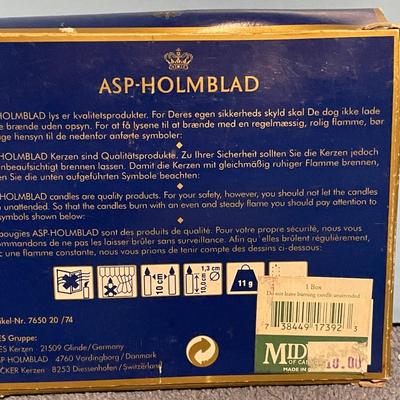 ASP-HOLMBLAD
HOLMBLAD lys er kvalitetsprodukter. For Deres egen sikkerheds skyld skal De dog ikke lade
e brænde uden opsyn. For at få lysene til at brænde med en regelmæssig, rolig flamme, bør
age hensyn til de nedenfor anførte symboler:
HOLMBLAD Kerzen sind Qualitätsprodukte. Zu Ihrer Sicherheit sollten Sie die Kerzen jedoch
nbeaufsichtigt brennen lassen. Damit die Kerzen mit gleichmäßig ruhiger Flamme brennen,
en Sie die unten aufgeführten Symbole beachten:
HOLMBLAD candles are quality products. For your safety, however, you should not let the candles
n unattended. So that the candles burn with an even and steady flame you should pay attention to
symbols shown below:
bougies ASP-HOLMBLAD sont des produits de qualité. Pour votre propre sécurité, nous vous
ommandons de ne pas les laisser brûler sans surveillance. Afin qu'elles brûlent régulièrement,
c une flamme constante, nous vous prions de tenir compte des dessins ci-dessous:
10 cm
1,3 cm
10,0 cm
11 g
1 Box
Do not leave burning candle unattended
7 38449 17392 3
tikel-Nr. 7650 20 /74
ES Gruppe:
ES Kerzen · 21509 Glinde/Germany
SP-HOLMBLAD · 4760 Vordingborg/Danmark
CKER Kerzen · 8253 Diessenhofen/Switzerland
MID
OF CA
MADE IN
10.00